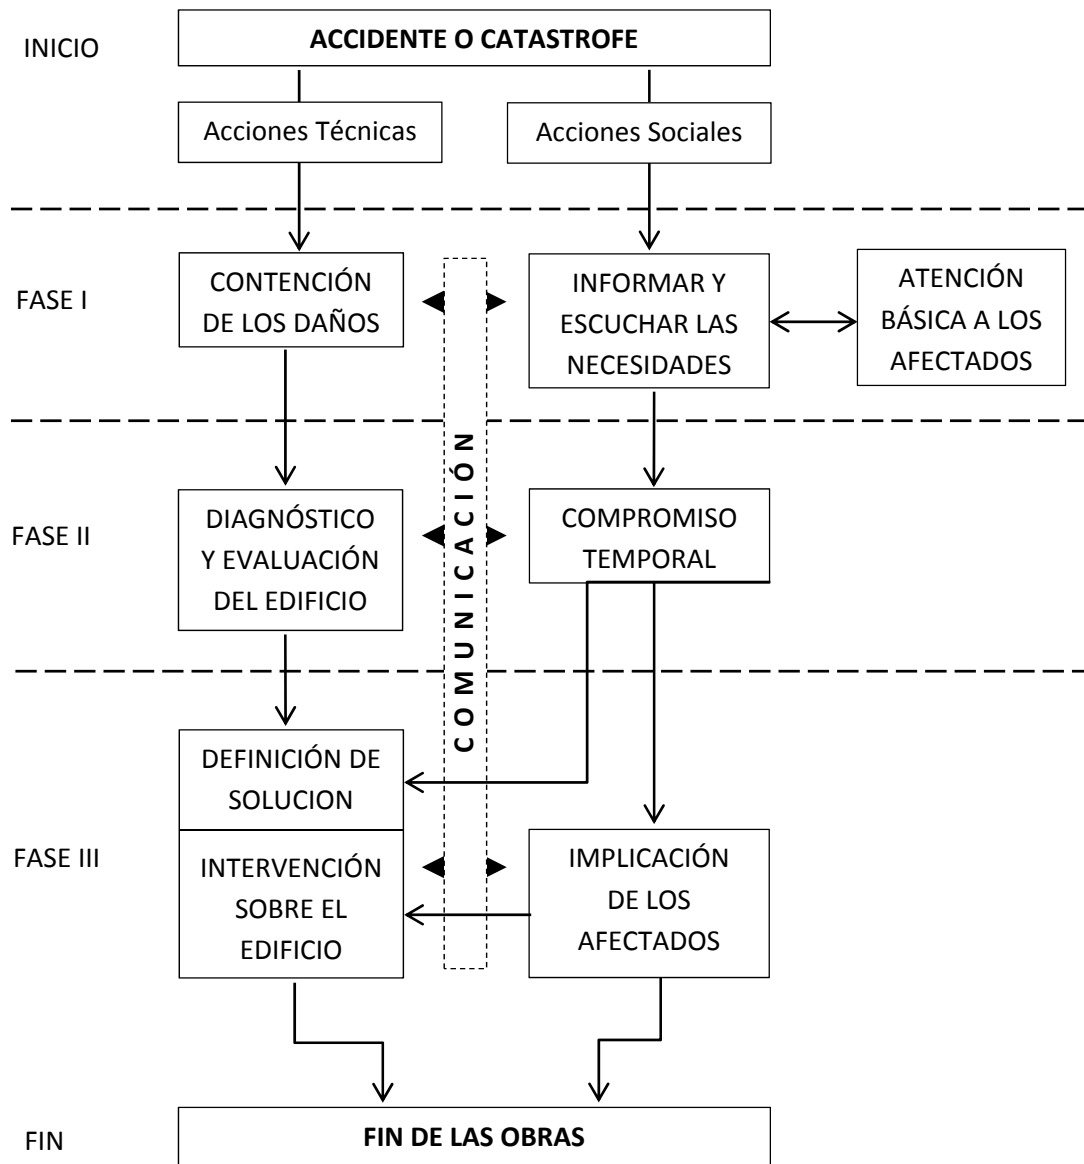 INICIO
ACCIDENTE O CATASTROFE
Acciones Técnicas
Acciones Sociales
FASE I
CONTENCIÓN
DE LOS DAÑOS
INFORMAR Y
ESCUCHAR LAS
NECESIDADES
ATENCIÓN
BÁSICA A LOS
AFECTADOS
COMUNICACIÓN
FASE II
DIAGNÓSTICO
Y EVALUACIÓN
DEL EDIFICIO
COMPROMISO
TEMPORAL
FASE III
DEFINICIÓN DE
SOLUCION
INTERVENCIÓN
SOBRE EL
EDIFICIO
IMPLICACIÓN
DE LOS
AFECTADOS
FIN
FIN DE LAS OBRAS